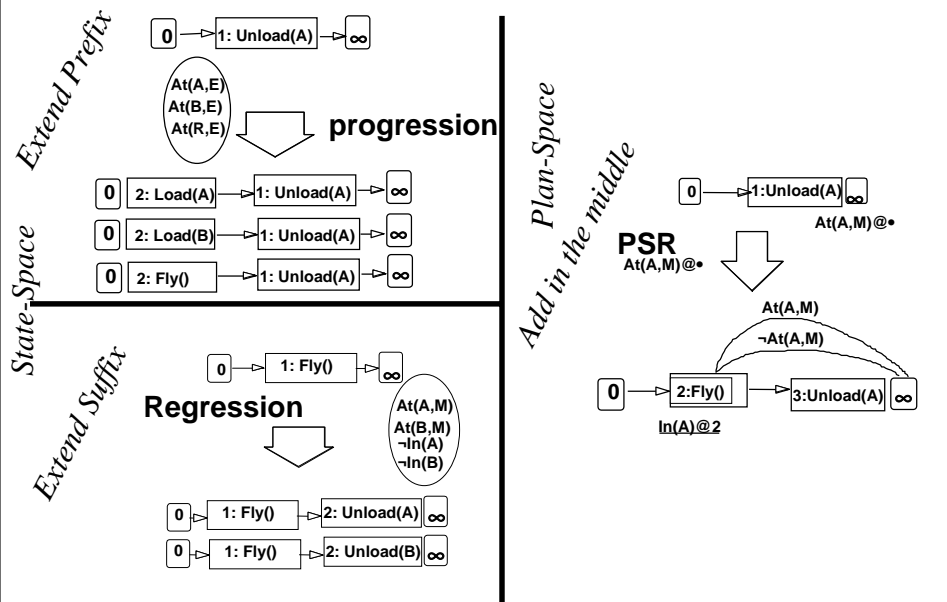 Extend Prefix
0 1: Unload(A) ∞
At(A,E)
At(B,E)
At(R,E)
progression
0 2: Load(A) 1: Unload(A) ∞
0 2: Load(B) 1: Unload(A) ∞
0 2: Fly() 1: Unload(A) ∞
State-Space
Extend Suffix
0 1: Fly() ∞
Regression
At(A,M)
At(B,M)
¬In(A)
¬In(B)
0 1: Fly() 2: Unload(A) ∞
0 1: Fly() 2: Unload(B) ∞
Plan-Space
Add in the middle
0 1:Unload(A) ∞
At(A,M)@•
PSR
At(A,M)@•
At(A,M)
¬At(A,M)
0 2:Fly() 3:Unload(A) ∞
In(A)@2